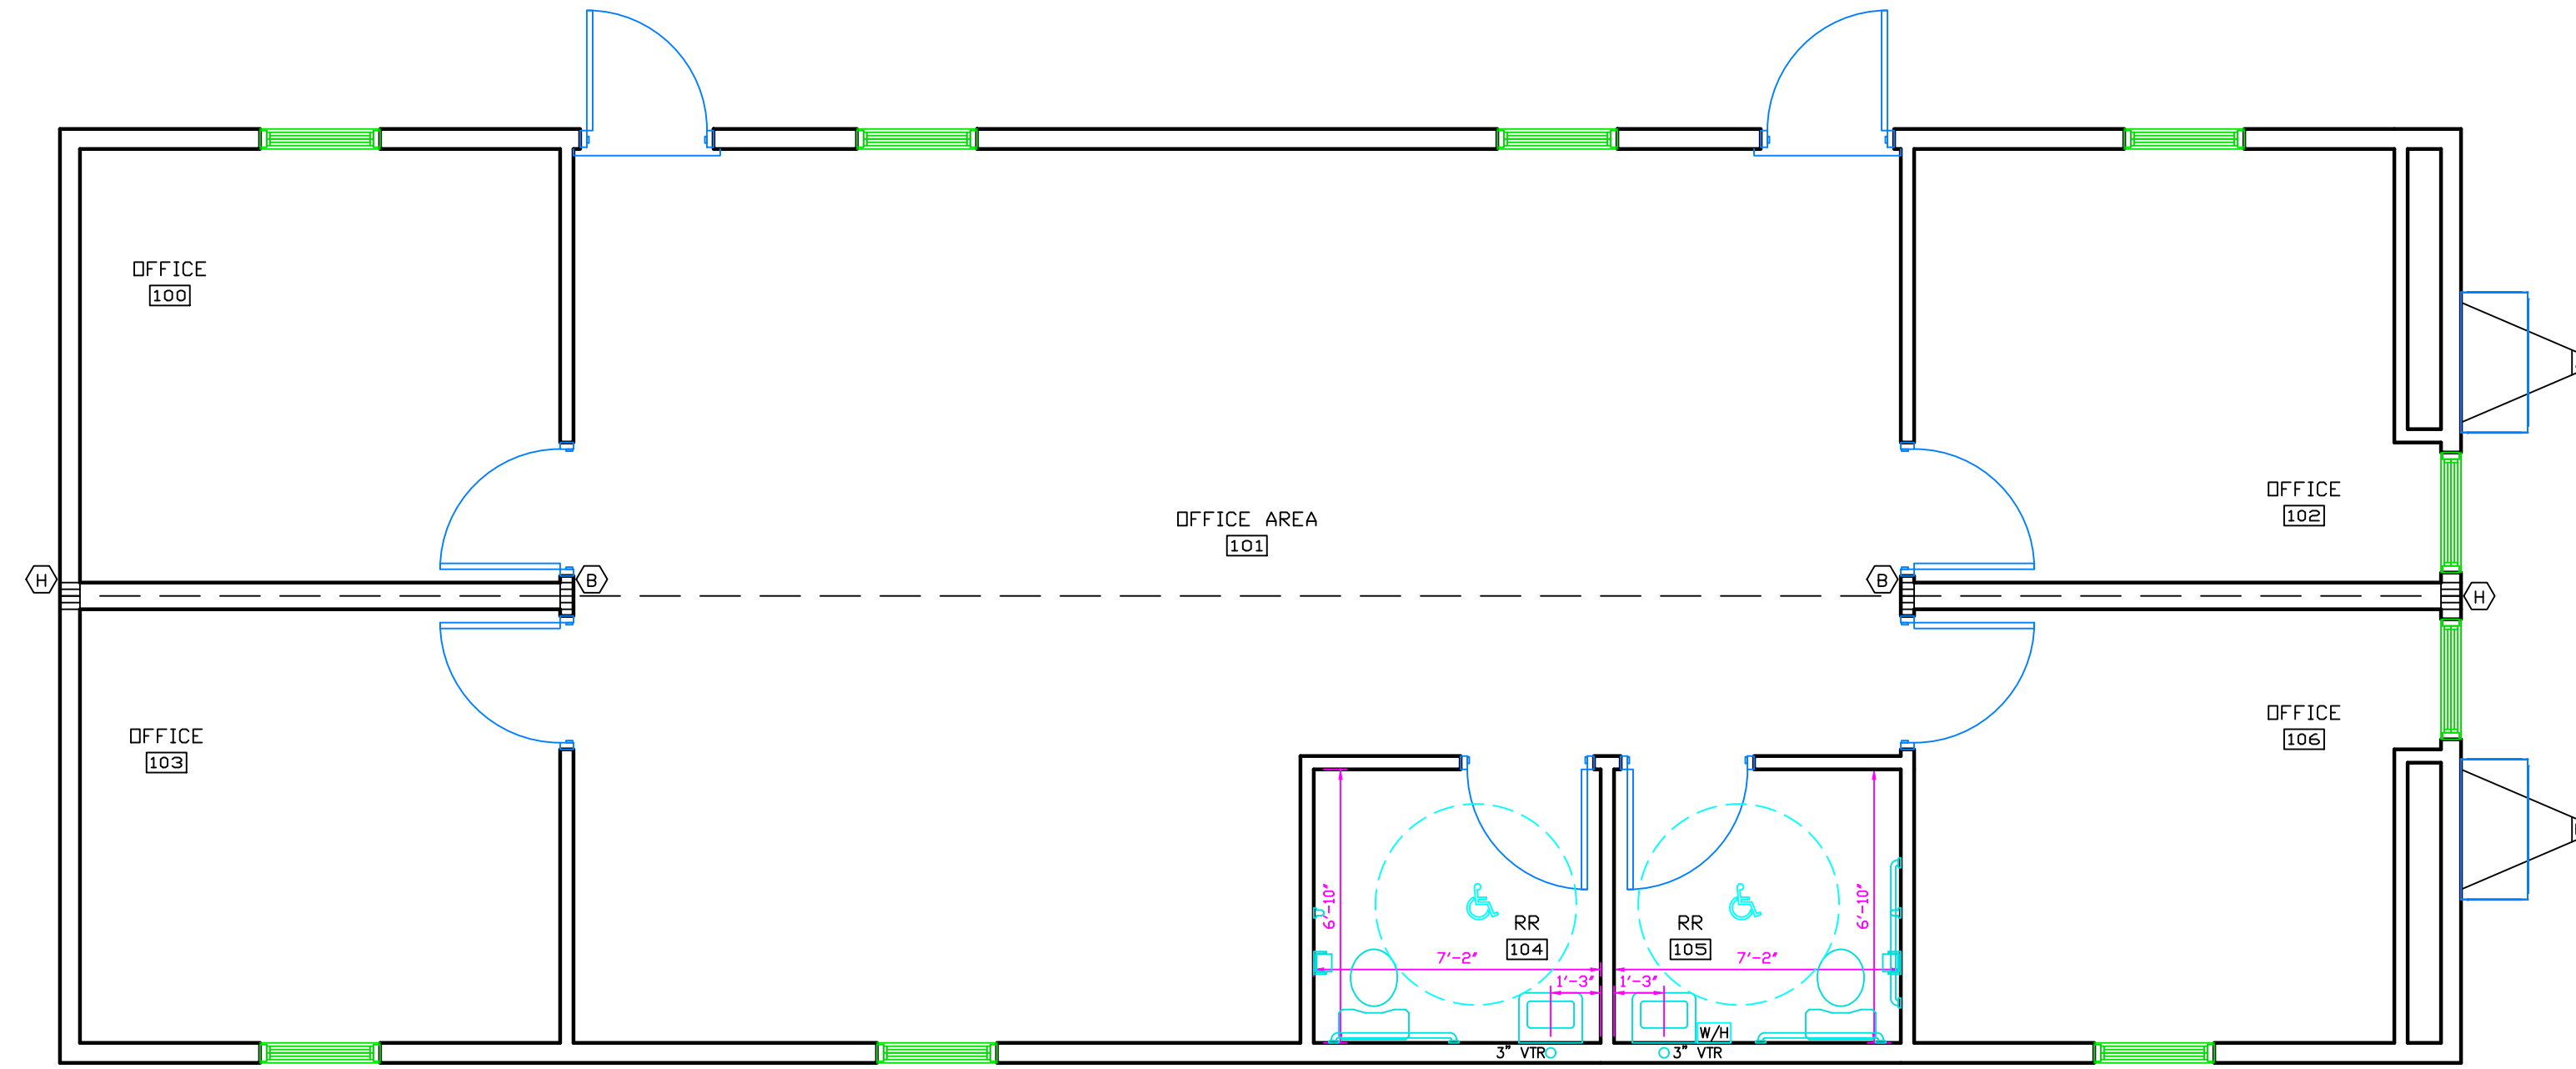 OFFICE
100
OFFICE
102
OFFICE AREA
101
H
B
B
H
OFFICE
103
OFFICE
106
6'-10"
6'-10"
RR
104
RR
105
7'-2"
7'-2"
1'-3"
1'-3"
W/H
3" VTR
3" VTR